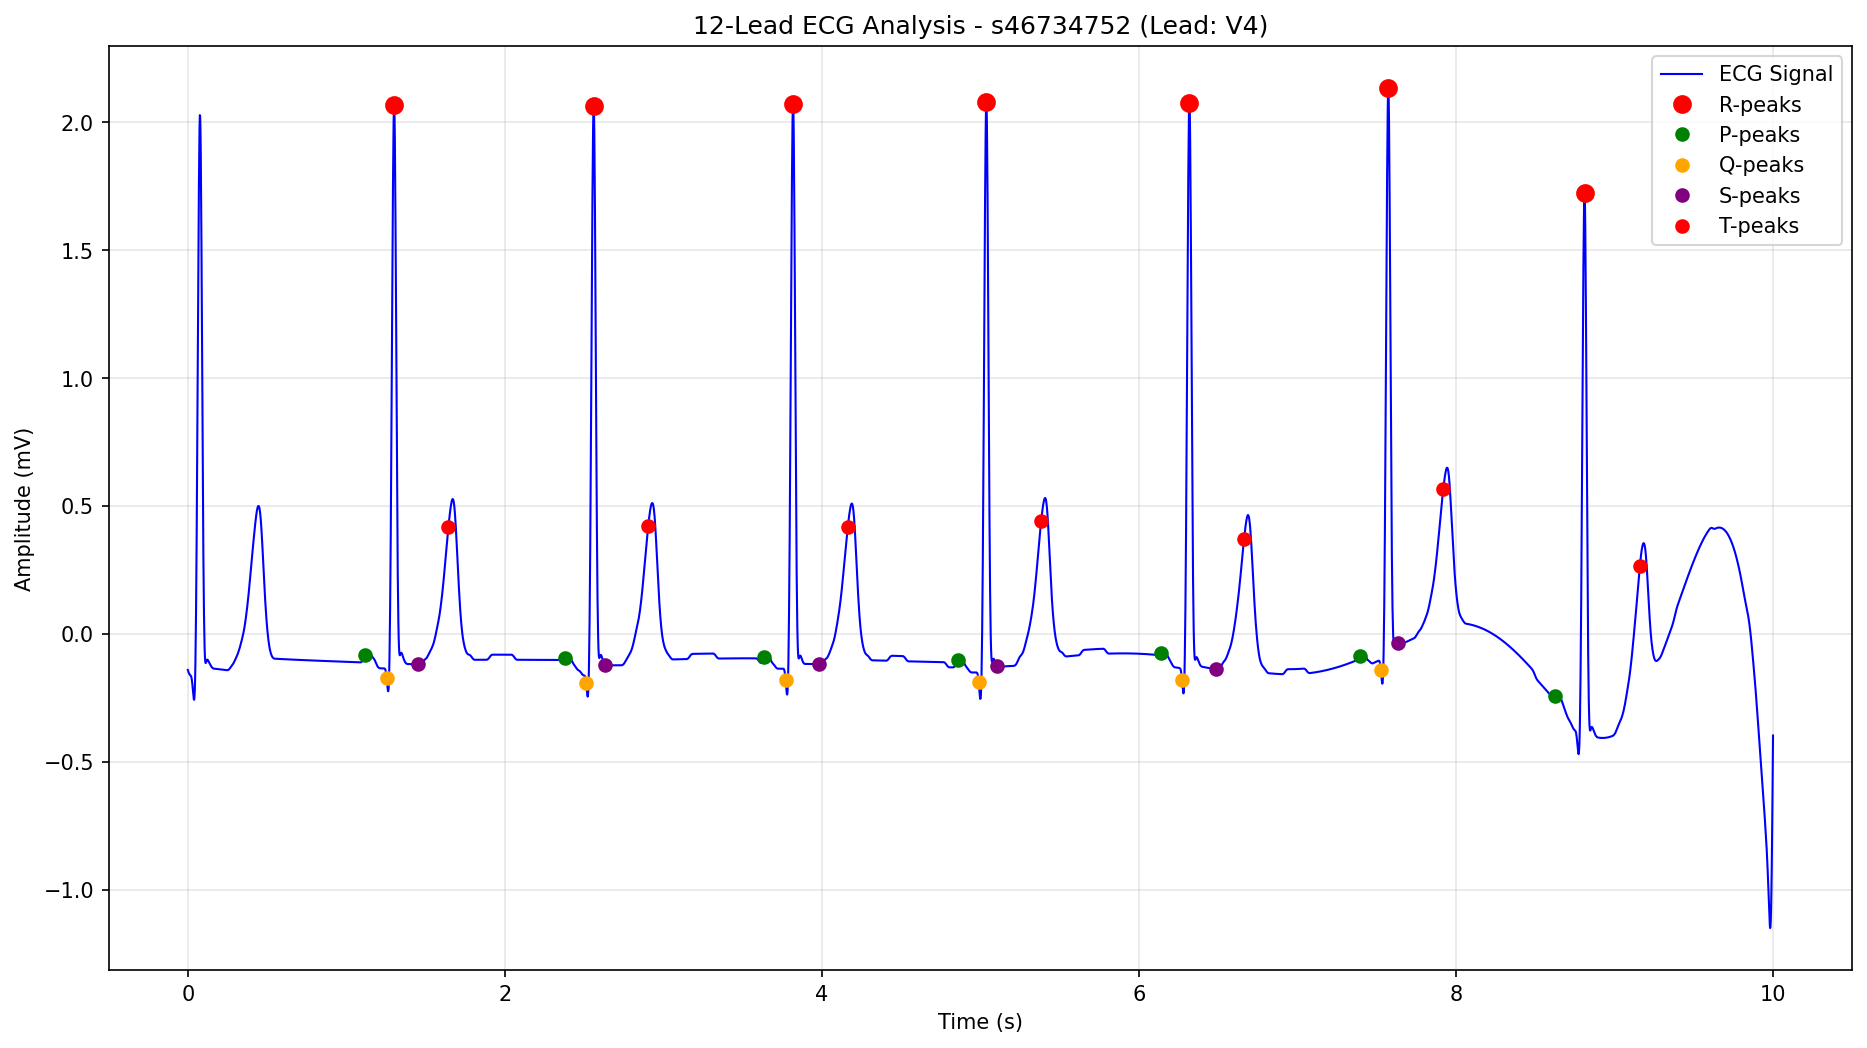 12-Lead ECG Analysis - s46734752 (Lead: V4)
ECG Signal
R-peaks
P-peaks
Q-peaks
S-peaks
T-peaks
Amplitude (mV)
2.0
1.5
1.0
0.5
0.0
−0.5
−1.0
0 2 4 6 8 10
Time (s)